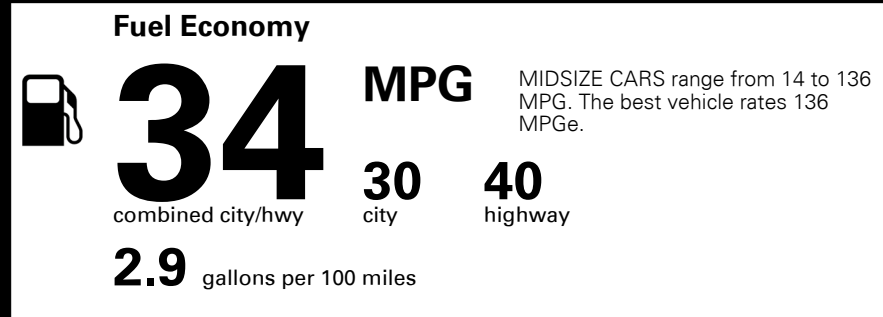 Fuel Economy
34 MPG
MIDSIZE CARS range from 14 to 136
MPG. The best vehicle rates 136
MPGe.
combined city/hwy
30
city
40
highway
2.9 gallons per 100 miles